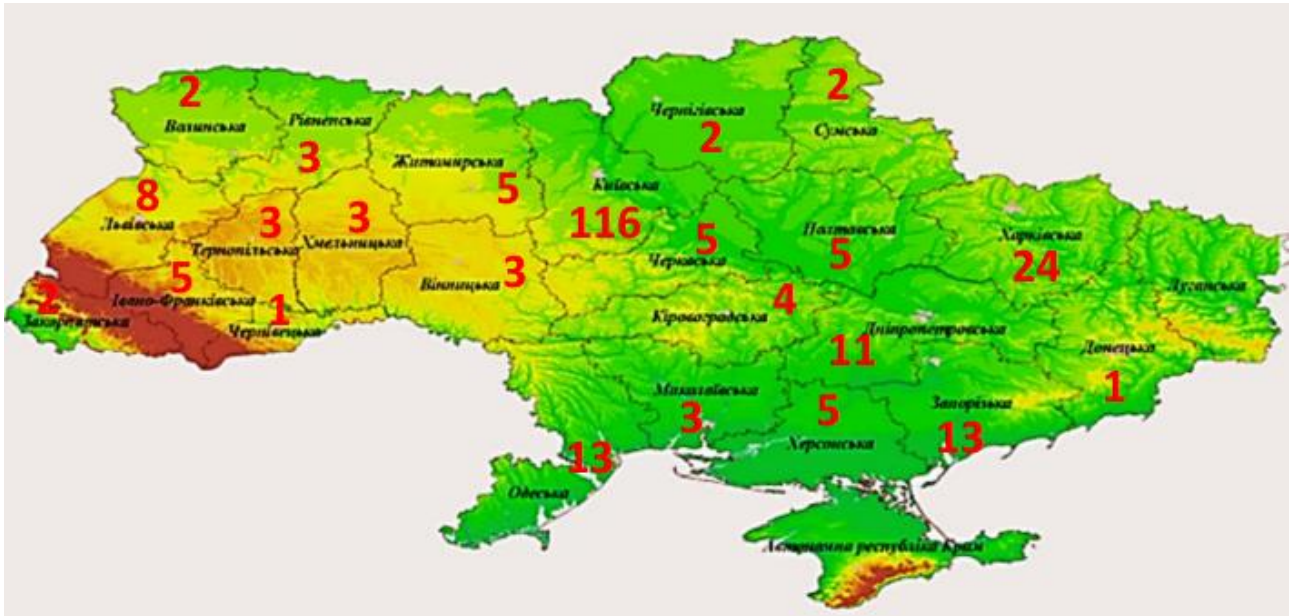 2
Волинська
Рівненська
3
Житомирська
5
Київська
116
Чернігівська
2
2
Сумська
8
Львівська
3
Тернопільська
3
Хмельницька
Вінницька
3
5
Черкаська
Полтавська
5
Харківська
24
Луганська
2
Закарпатська
5
Івано-Франківська
1
Чернівецька
4
Кіровоградська
Дніпропетровська
11
Донецька
1
Миколаївська
3
5
Херсонська
Запорізька
13
13
Одеська
Автономна республіка Крим